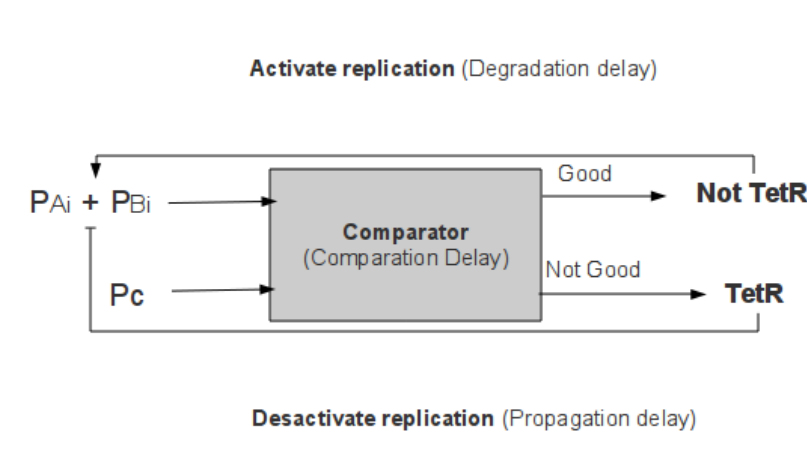 Activate replication (Degradation delay)
Good
PAi + PBi
Not TetR
Comparator
(Comparation Delay)
Not Good
Pc
TetR
Desactivate replication (Propagation delay)